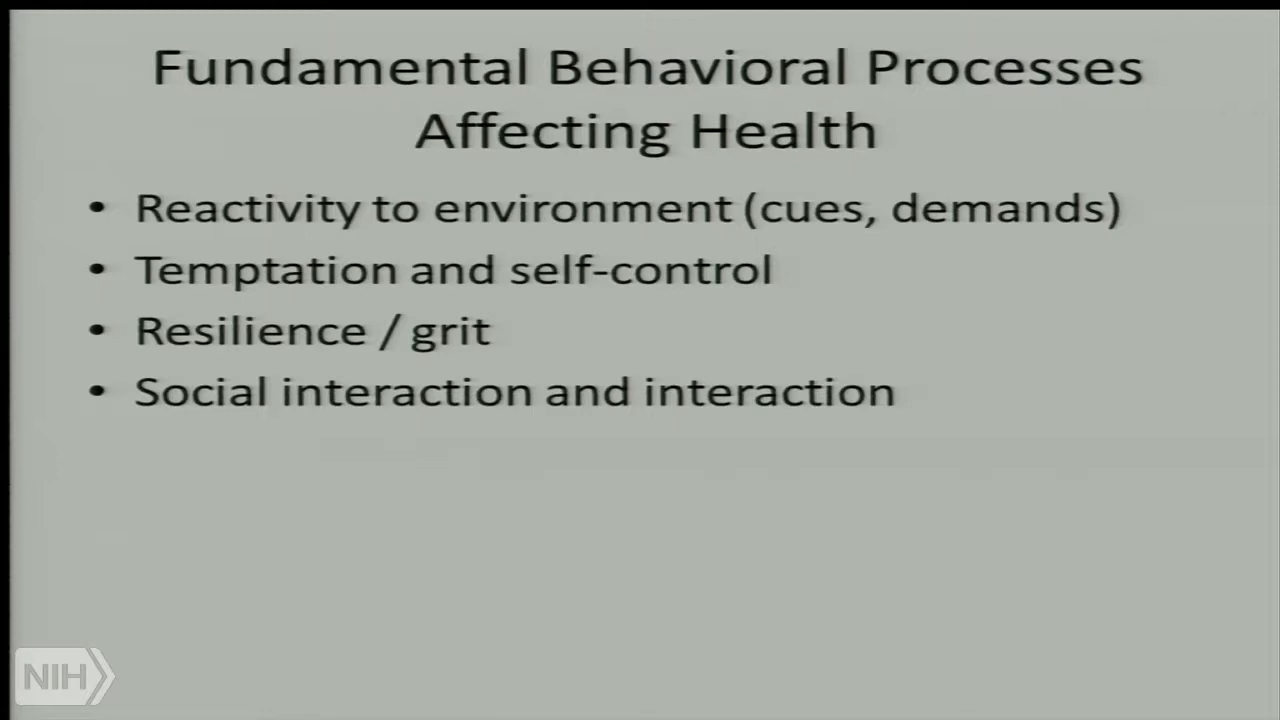 Fundamental Behavioral Processes
Affecting Health
• Reactivity to environment (cues, demands)
• Temptation and self-control
• Resilience / grit
• Social interaction and interaction
NIH